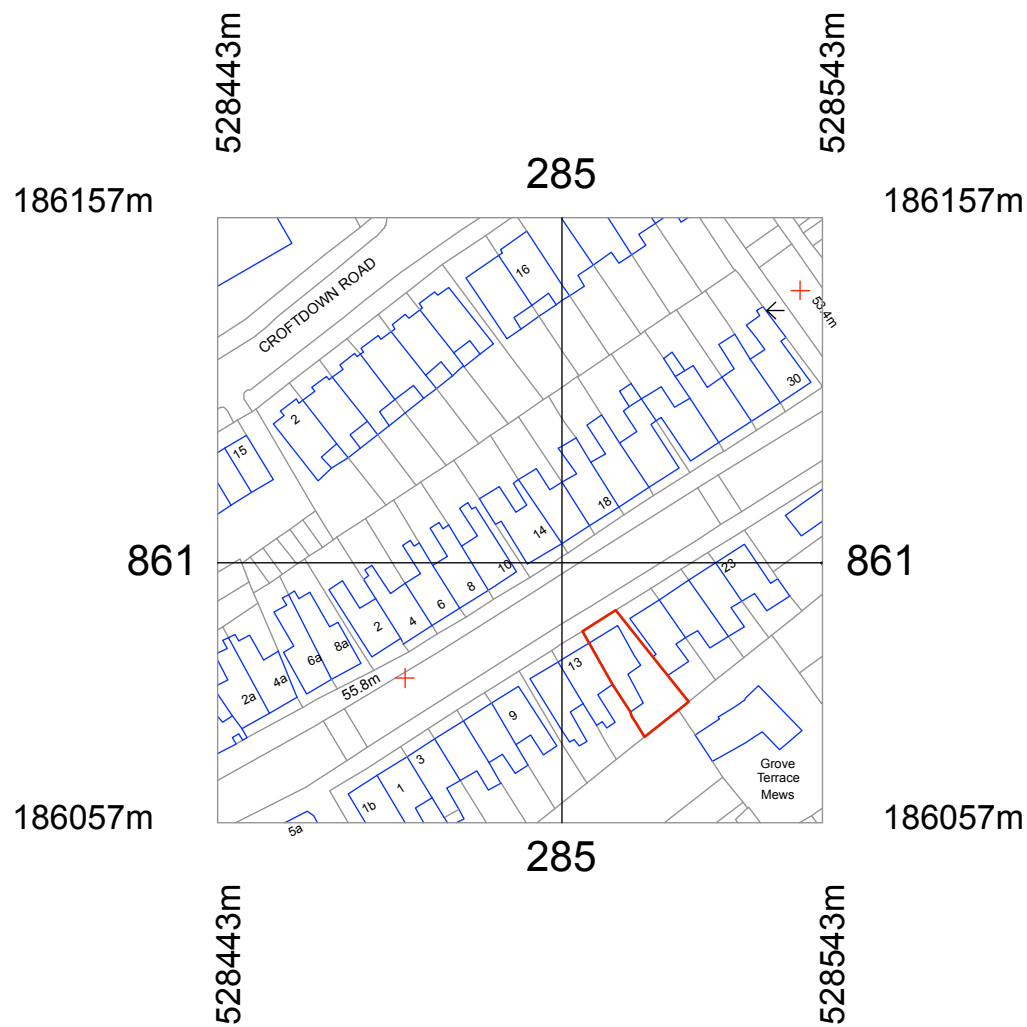 528443m
528543m
285
186157m
186157m
CROFTDOWN ROAD
16
53.4m
30
2
15
18
14
861
861
10
8
6
4
2
8a
6a
4a
2a
55.8m
23
13
9
3
1
1b
5a
Grove
Terrace
Mews
186057m
186057m
285
528443m
528543m